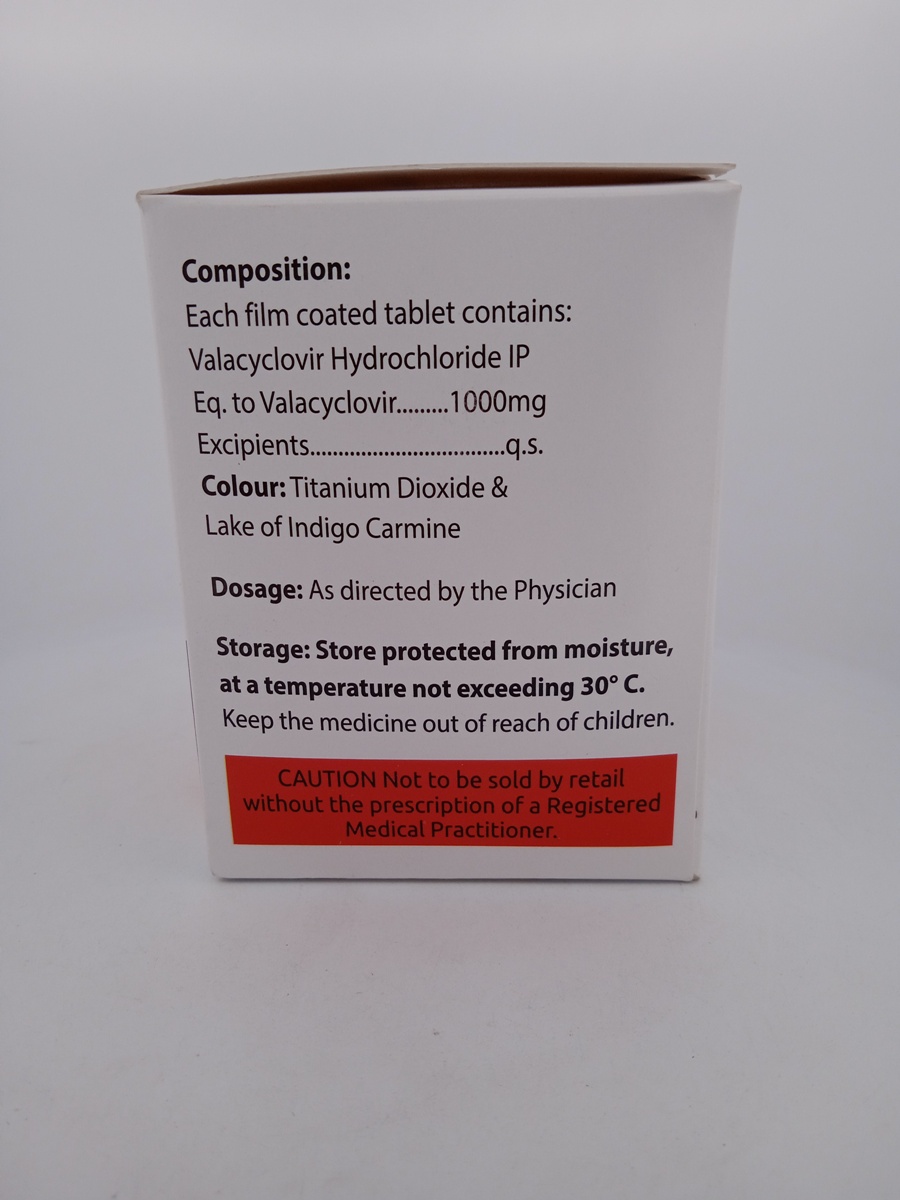 Composition:
Each film coated tablet contains:
Valacyclovir Hydrochloride IP
Eq. to Valacyclovir.........1000mg
Excipients...................................q.s.
Colour: Titanium Dioxide &
Lake of Indigo Carmine
Dosage: As directed by the Physician
Storage: Store protected from moisture,
at a temperature not exceeding 30° C.
Keep the medicine out of reach of children.
CAUTION Not to be sold by retail
without the prescription of a Registered
Medical Practitioner.